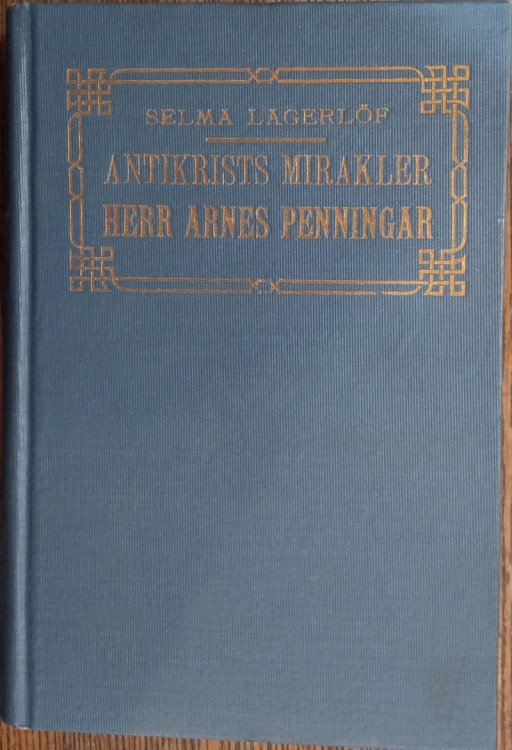 SELMA LAGERLÖF
ANTIKRISTS MIRAKLER
HERR ARNES PENNINGAR